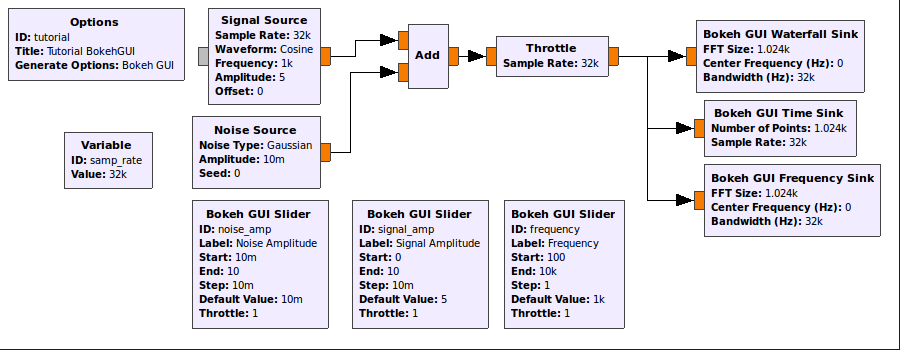 Options
ID: tutorial
Title: Tutorial BokehGUI
Generate Options: Bokeh GUI
Signal Source
Sample Rate: 32k
Waveform: Cosine
Frequency: 1k
Amplitude: 5
Offset: 0
Add
Throttle
Sample Rate: 32k
Bokeh GUI Waterfall Sink
FFT Size: 1.024k
Center Frequency (Hz): 0
Bandwidth (Hz): 32k
Bokeh GUI Time Sink
Number of Points: 1.024k
Sample Rate: 32k
Variable
ID: samp_rate
Value: 32k
Noise Source
Noise Type: Gaussian
Amplitude: 10m
Seed: 0
Bokeh GUI Frequency Sink
FFT Size: 1.024k
Center Frequency (Hz): 0
Bandwidth (Hz): 32k
Bokeh GUI Slider
ID: noise_amp
Label: Noise Amplitude
Start: 10m
End: 10
Step: 10m
Default Value: 10m
Throttle: 1
Bokeh GUI Slider
ID: signal_amp
Label: Signal Amplitude
Start: 0
End: 10
Step: 10m
Default Value: 5
Throttle: 1
Bokeh GUI Slider
ID: frequency
Label: Frequency
Start: 100
End: 10k
Step: 1
Default Value: 1k
Throttle: 1